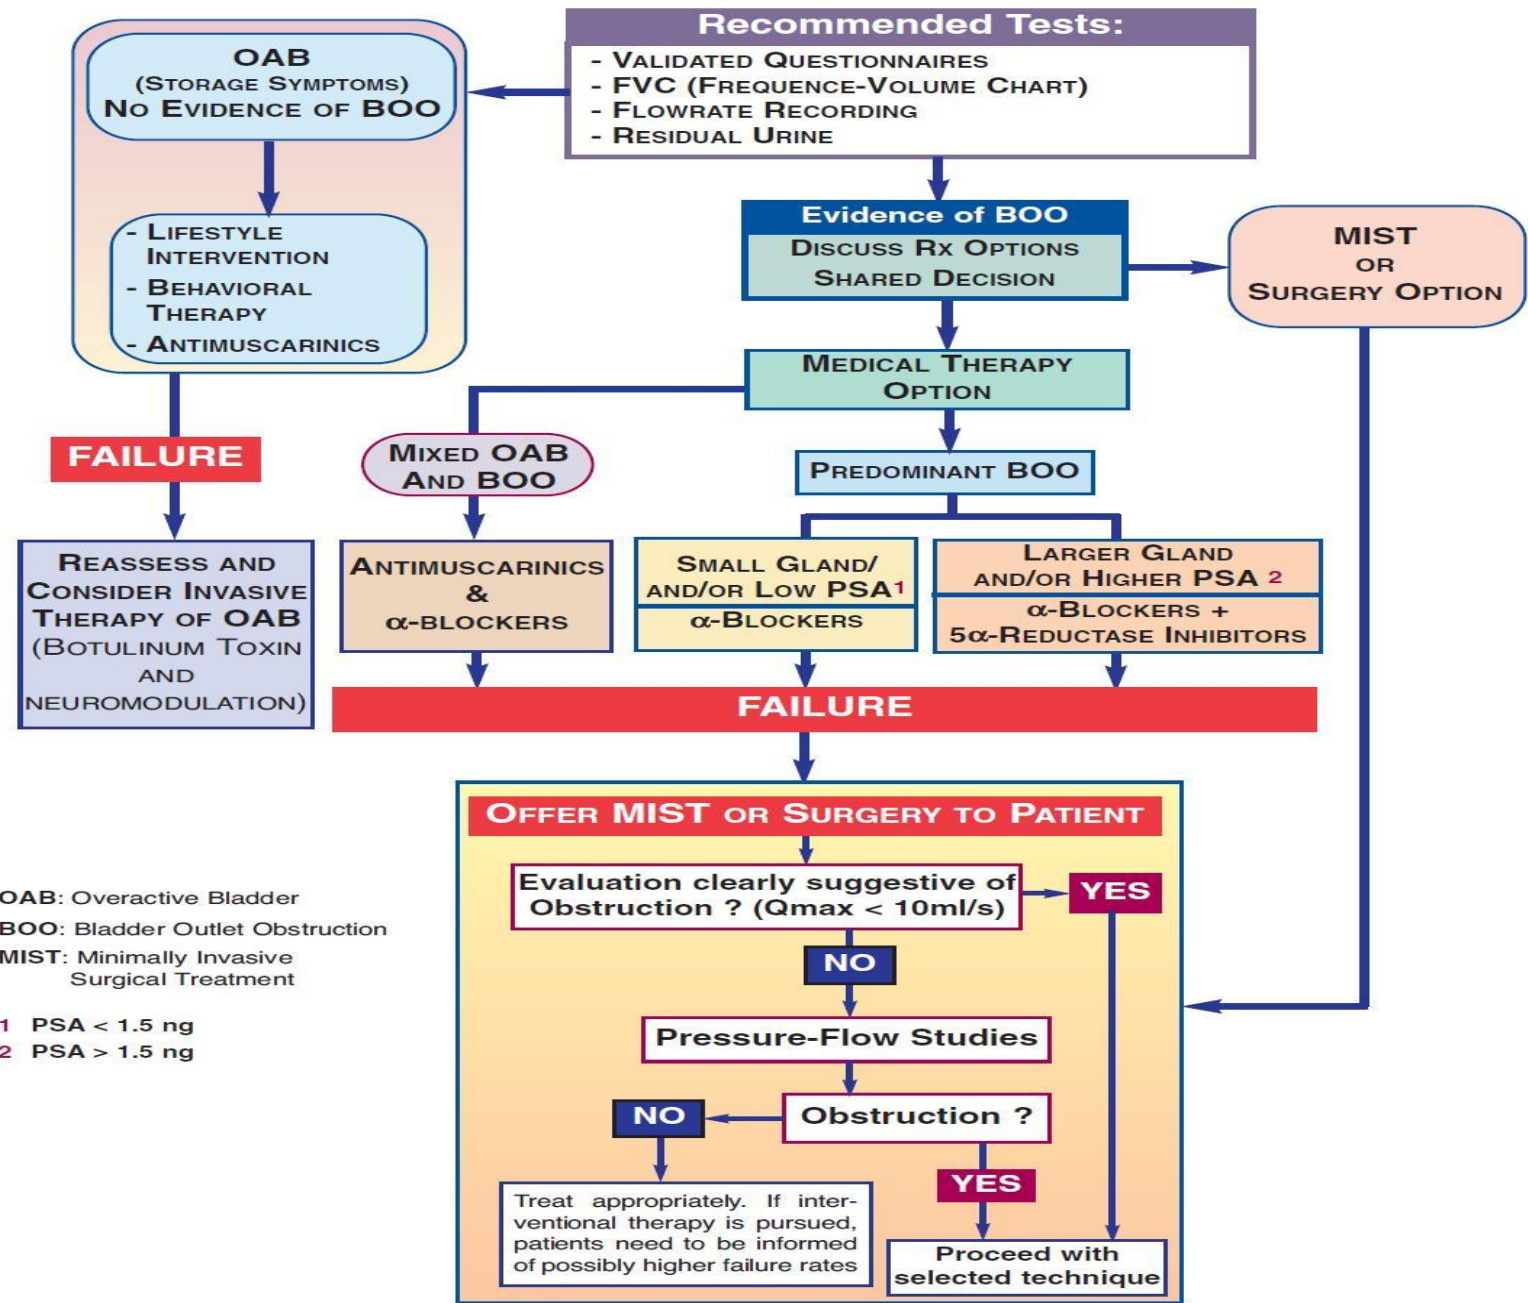 Recommended Tests:
- Validated Questionnaires
- FVC (Frequence-Volume Chart)
- Flowrate Recording
- Residual Urine
OAB
(Storage Symptoms)
No Evidence of BOO
- Lifestyle
Intervention
- Behavioral
Therapy
- Antimuscarinics
Evidence of BOO
Discuss Rx Options
Shared Decision
MIST
or
Surgery Option
Medical Therapy
Option
FAILURE
Mixed OAB
And BOO
Predominant BOO
Reassess and
Consider Invasive
Therapy of OAB
(Botulinum Toxin
and
neuromodulation)
Antimuscarinics
&
α-blockers
Small Gland/
and/or Low PSA1
α-Blockers
Larger Gland
and/or Higher PSA 2
α-Blockers +
5α-Reductase Inhibitors
FAILURE
Offer MIST or Surgery to Patient
Evaluation clearly suggestive of
Obstruction ? (Qmax < 10ml/s)
YES
NO
Pressure-Flow Studies
Obstruction ?
NO
YES
Treat appropriately. If inter-
ventional therapy is pursued,
patients need to be informed
of possibly higher failure rates
Proceed with
selected technique
OAB: Overactive Bladder
BOO: Bladder Outlet Obstruction
MIST: Minimally Invasive
Surgical Treatment
1 PSA < 1.5 ng
2 PSA > 1.5 ng